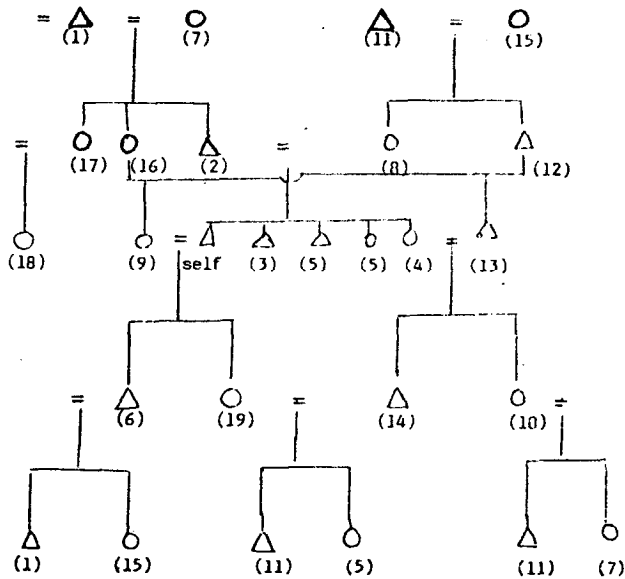 = = =
(1) (7) (11) (15)
= =
(17) (16) (2) (8) (12)
= =
(18) (9) self (3) (5) (5) (4) (13)
= = =
(6) (19) (14) (10)
(1) (15) (11) (5) (11) (7)